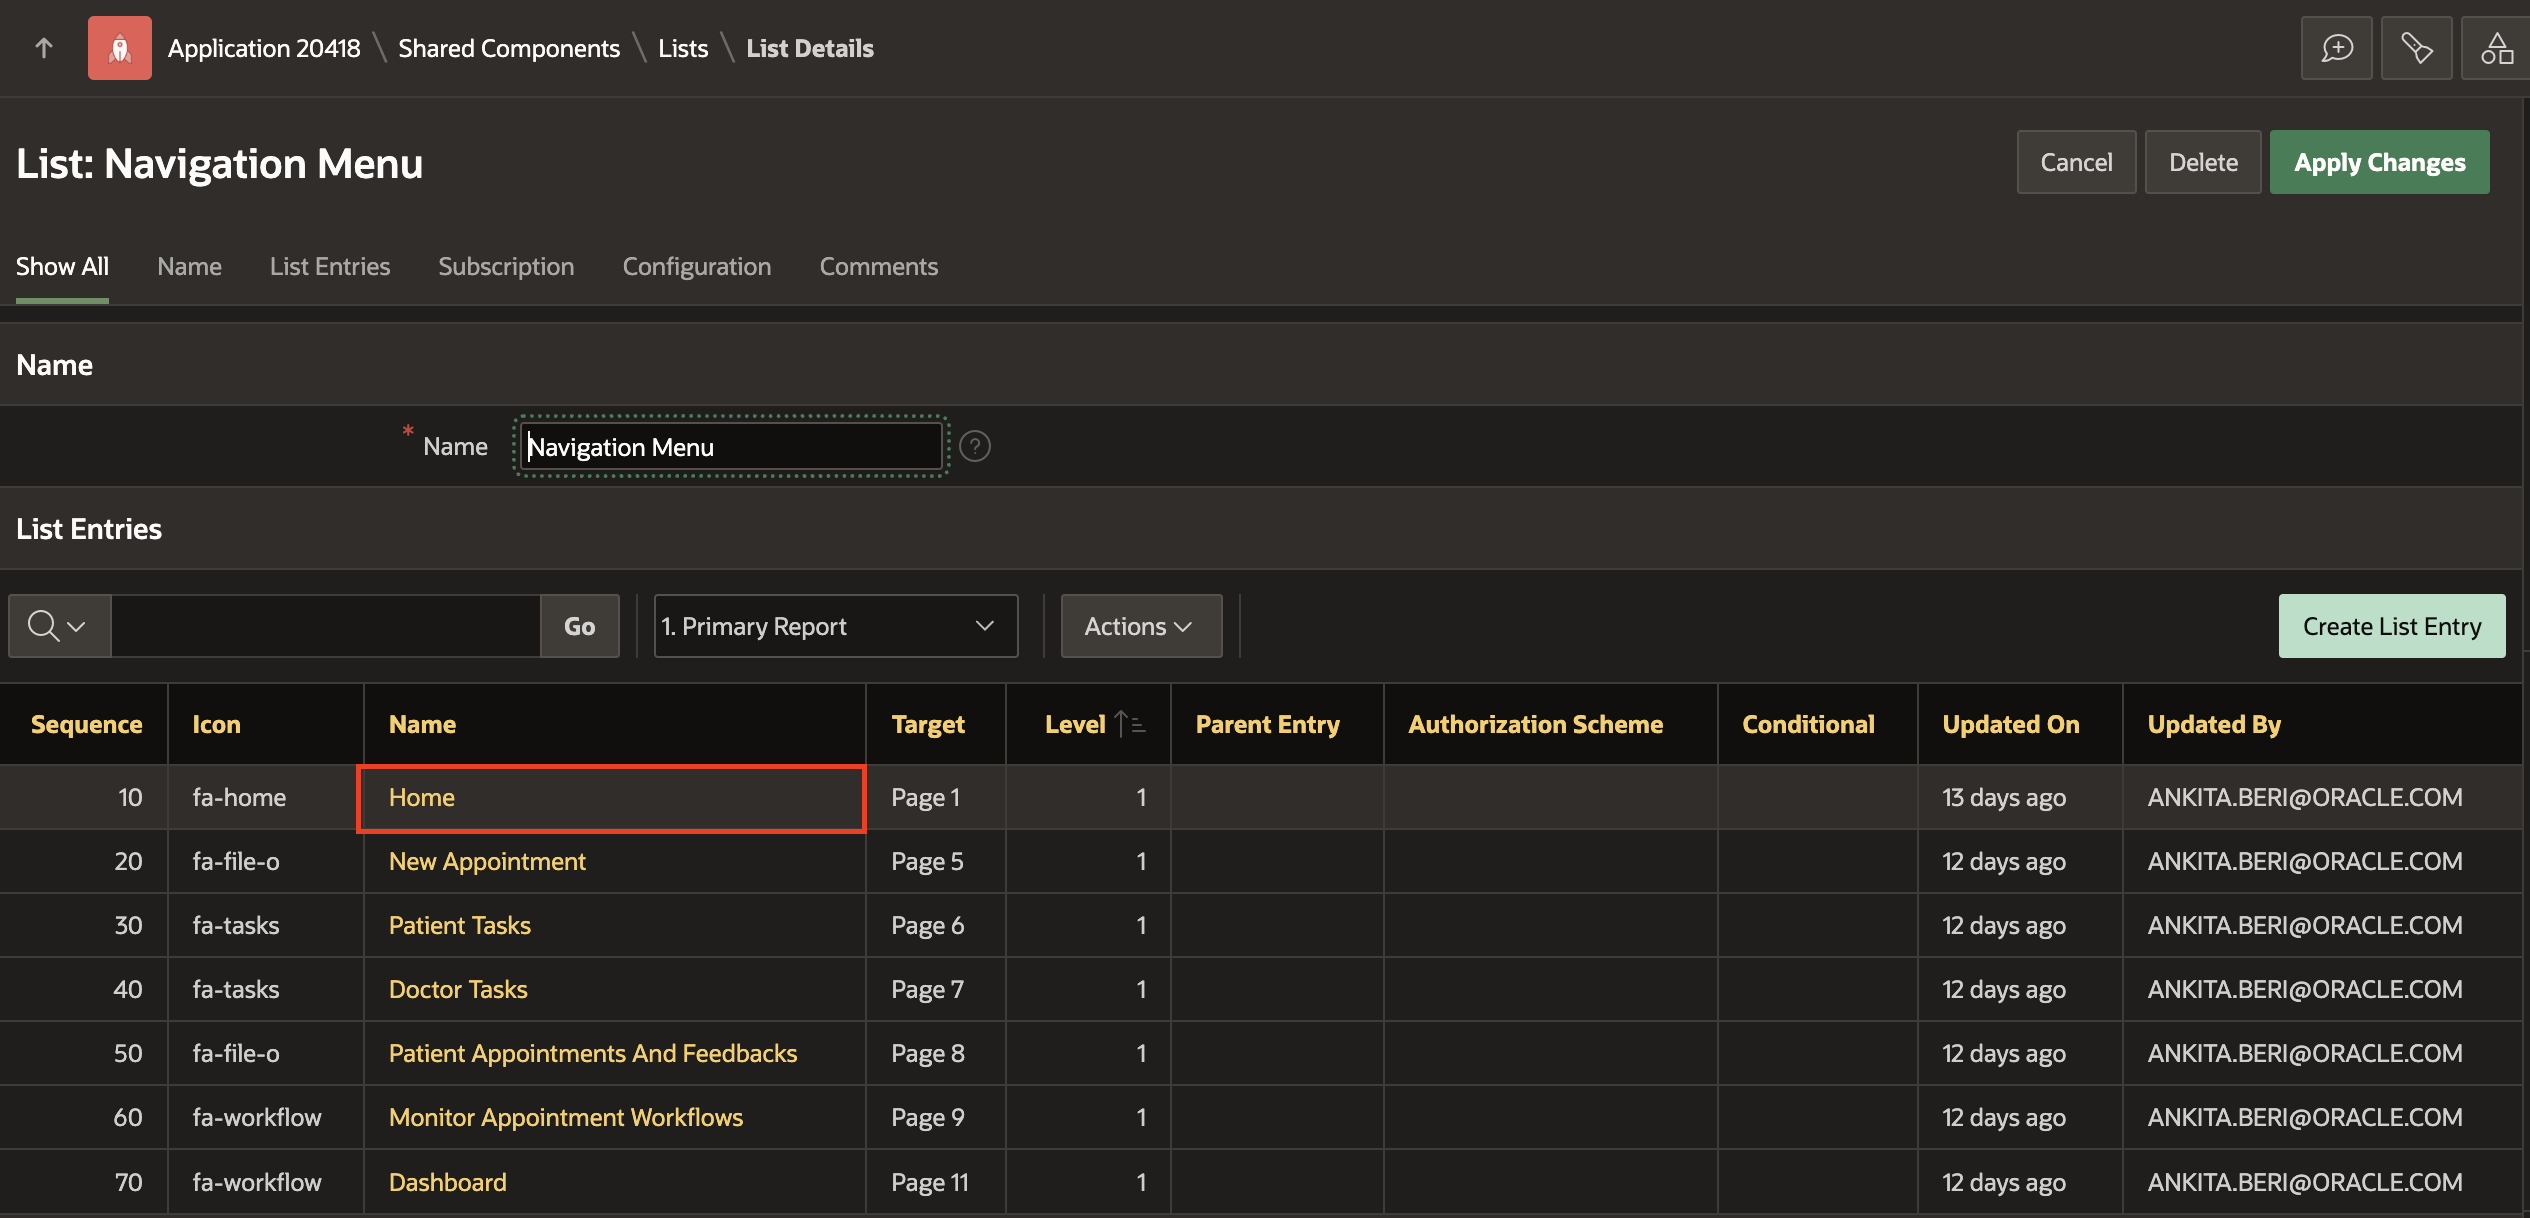 Application 20418 \ Shared Components \ Lists \ List Details
List: Navigation Menu
Cancel Delete Apply Changes
Show All Name List Entries Subscription Configuration Comments
Name
* Name Navigation Menu ?
List Entries
Go 1. Primary Report Actions Create List Entry
Sequence Icon Name Target Level Parent Entry Authorization Scheme Conditional Updated On Updated By
10 fa-home Home Page 1 1 13 days ago ANKITA.BERI@ORACLE.COM
20 fa-file-o New Appointment Page 5 1 12 days ago ANKITA.BERI@ORACLE.COM
30 fa-tasks Patient Tasks Page 6 1 12 days ago ANKITA.BERI@ORACLE.COM
40 fa-tasks Doctor Tasks Page 7 1 12 days ago ANKITA.BERI@ORACLE.COM
50 fa-file-o Patient Appointments And Feedbacks Page 8 1 12 days ago ANKITA.BERI@ORACLE.COM
60 fa-workflow Monitor Appointment Workflows Page 9 1 12 days ago ANKITA.BERI@ORACLE.COM
70 fa-workflow Dashboard Page 11 1 12 days ago ANKITA.BERI@ORACLE.COM